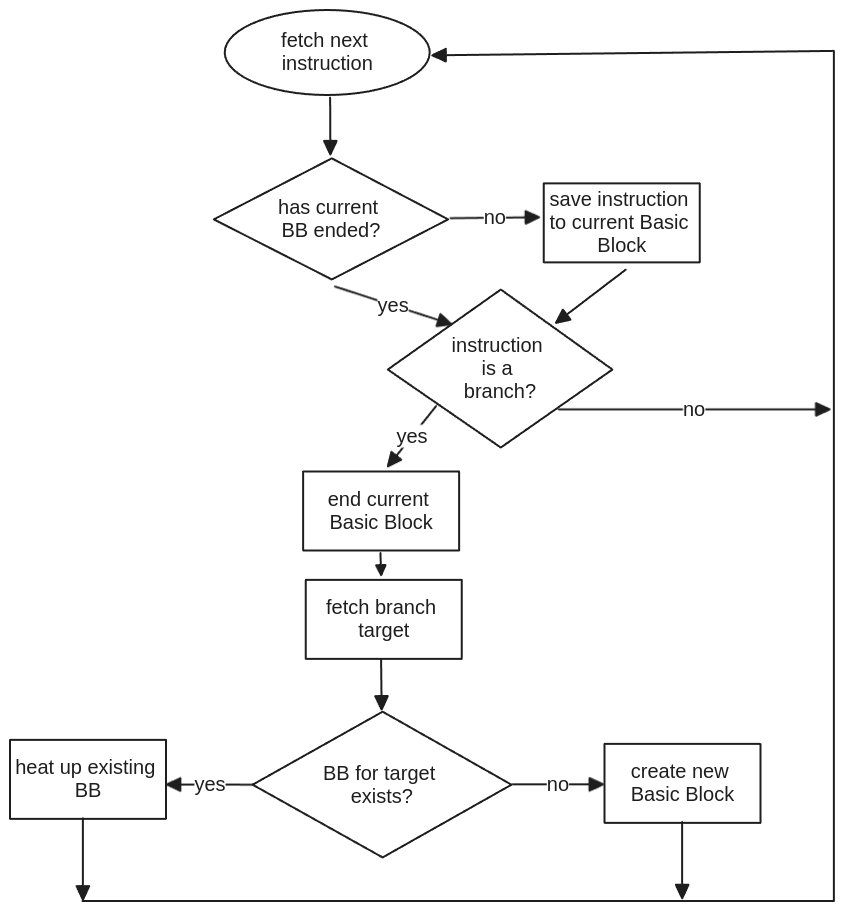 fetch next
instruction
has current
BB ended?
no
save instruction
to current Basic
Block
yes
instruction
is a
branch?
no
yes
end current
Basic Block
fetch branch
target
heat up existing
BB
yes
BB for target
exists?
no
create new
Basic Block